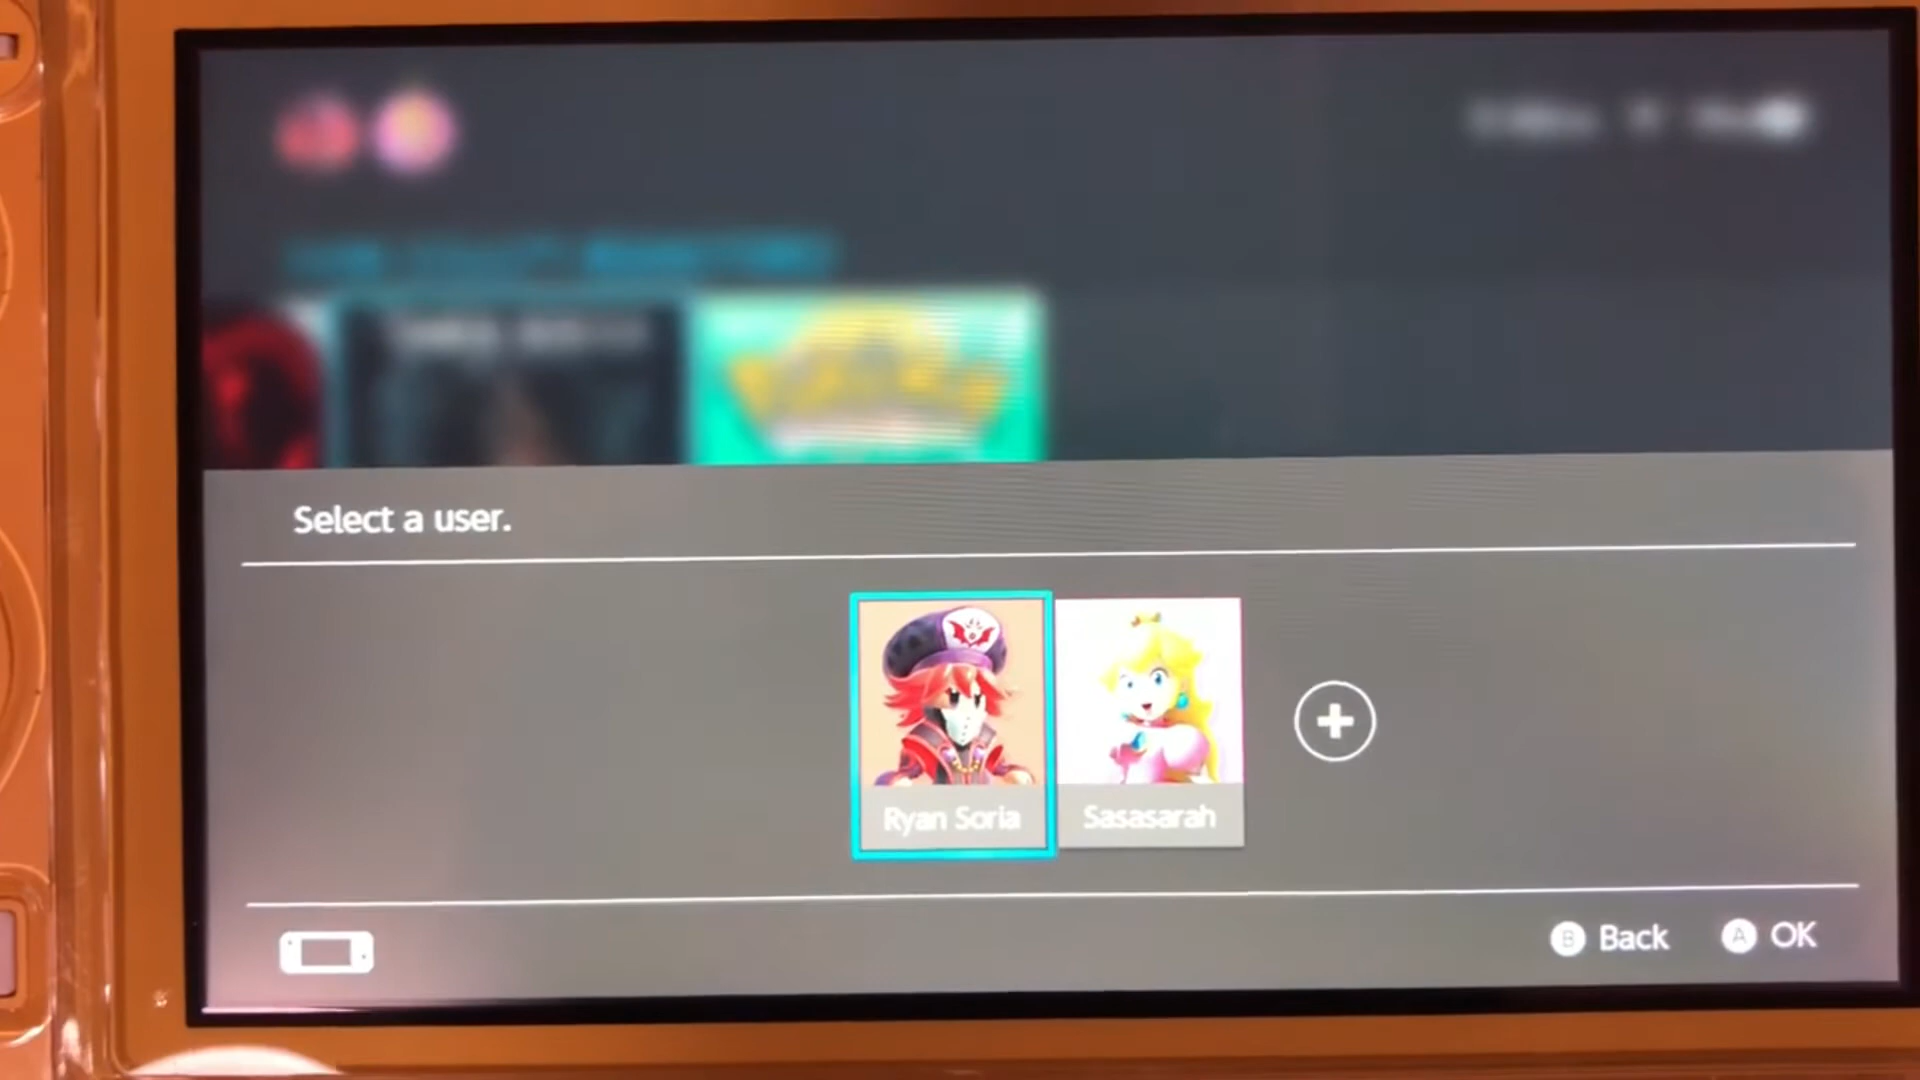 Select a user.
Ryan Soria
Sasasarah
B Back
A OK